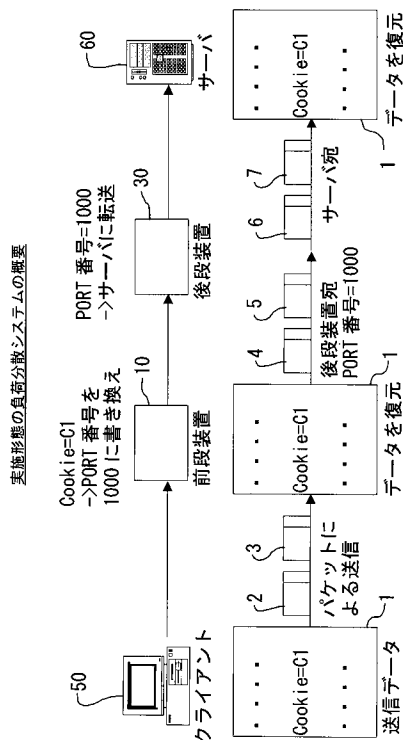 実施形態の負荷分散システムの概要
50
クライアント
Cookie=C1
->PORT 番号を
1000 に書き換え
10
前段装置
PORT 番号=1000
->サーバに転送
30
後段装置
60
サーバ
Cookie=C1
1
送信データ
2
3
パケットに
よる送信
Cookie=C1
1
データを復元
4
5
後段装置宛
PORT 番号=1000
6
7
サーバ宛
Cookie=C1
1
データを復元